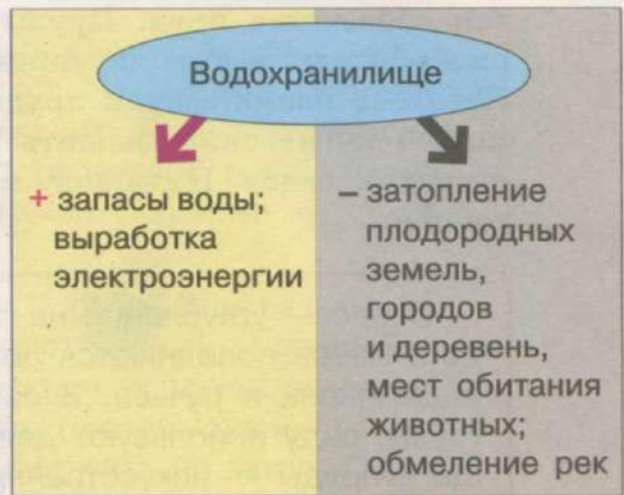 Водохранилище
+ запасы воды;
выработка
электроэнергии
– затопление
плодородных
земель,
городов
и деревень,
мест обитания
животных;
обмеление рек